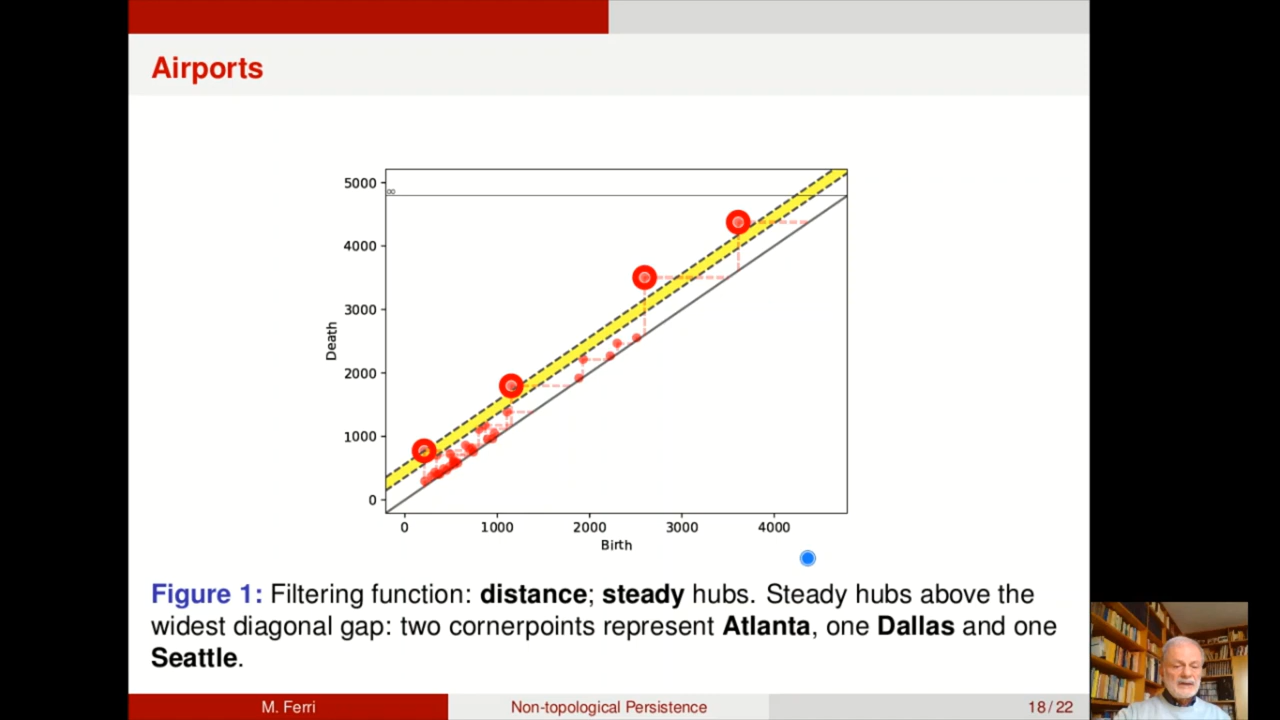 Airports
5000
∞
4000
3000
2000
1000
0
Death
0 1000 2000 3000 4000
Birth
Figure 1: Filtering function: distance; steady hubs. Steady hubs above the
widest diagonal gap: two cornerpoints represent Atlanta, one Dallas and one
Seattle.
M. Ferri Non-topological Persistence 18/22